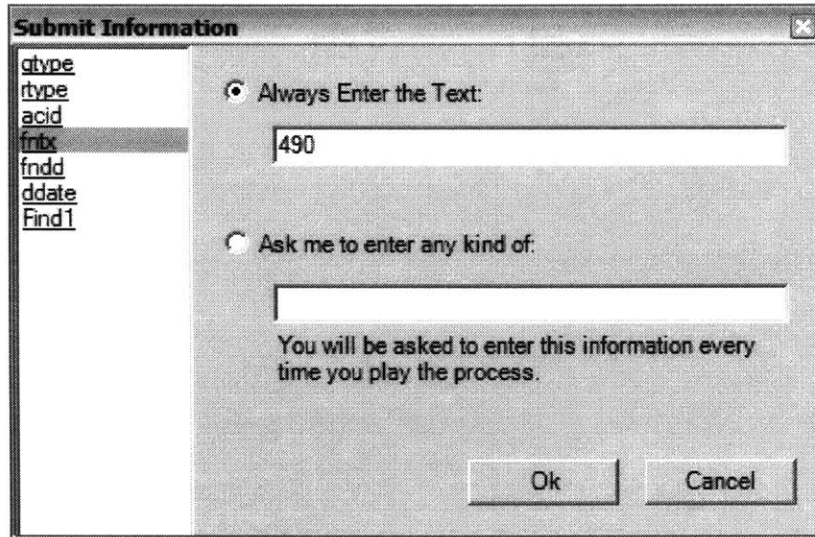 Submit Information
qtype
rtype
acid
fntx
fndd
ddate
Find1
Always Enter the Text:
490
Ask me to enter any kind of:
You will be asked to enter this information every
time you play the process.
Ok
Cancel